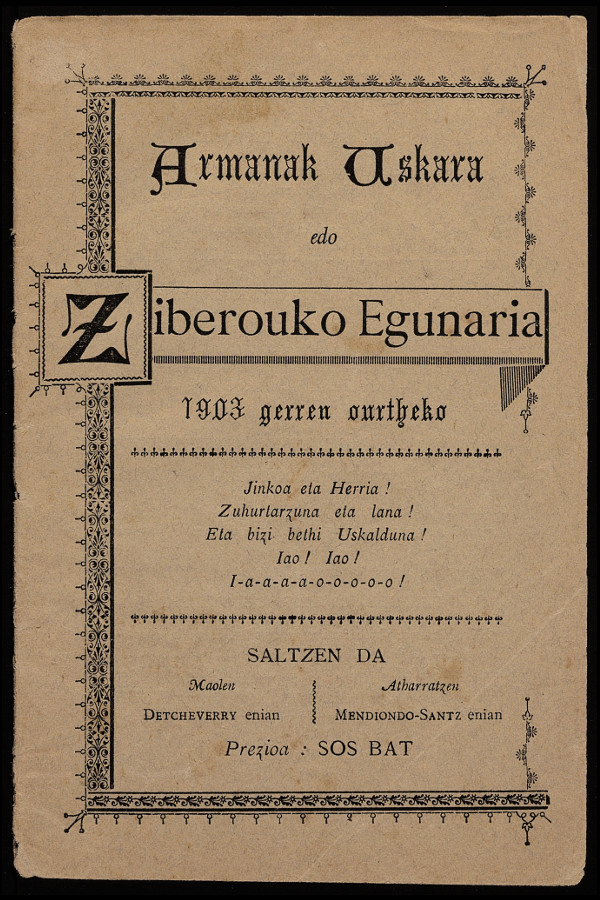 Armanak Uskara
edo
Ziberouko Egunaria
1903 gerren ourtheko
Jinkoa eta Herria !
Zuhurtarzuna eta lana !
Eta bizi bethi Uskalduna !
Iao ! Iao !
I-a-a-a-a-o-o-o-o-o !
SALTZEN DA
Maolen
DETCHEVERRY enian
Atharratzen
MENDIONDO-SANTZ enian
Prezioa : SOS BAT